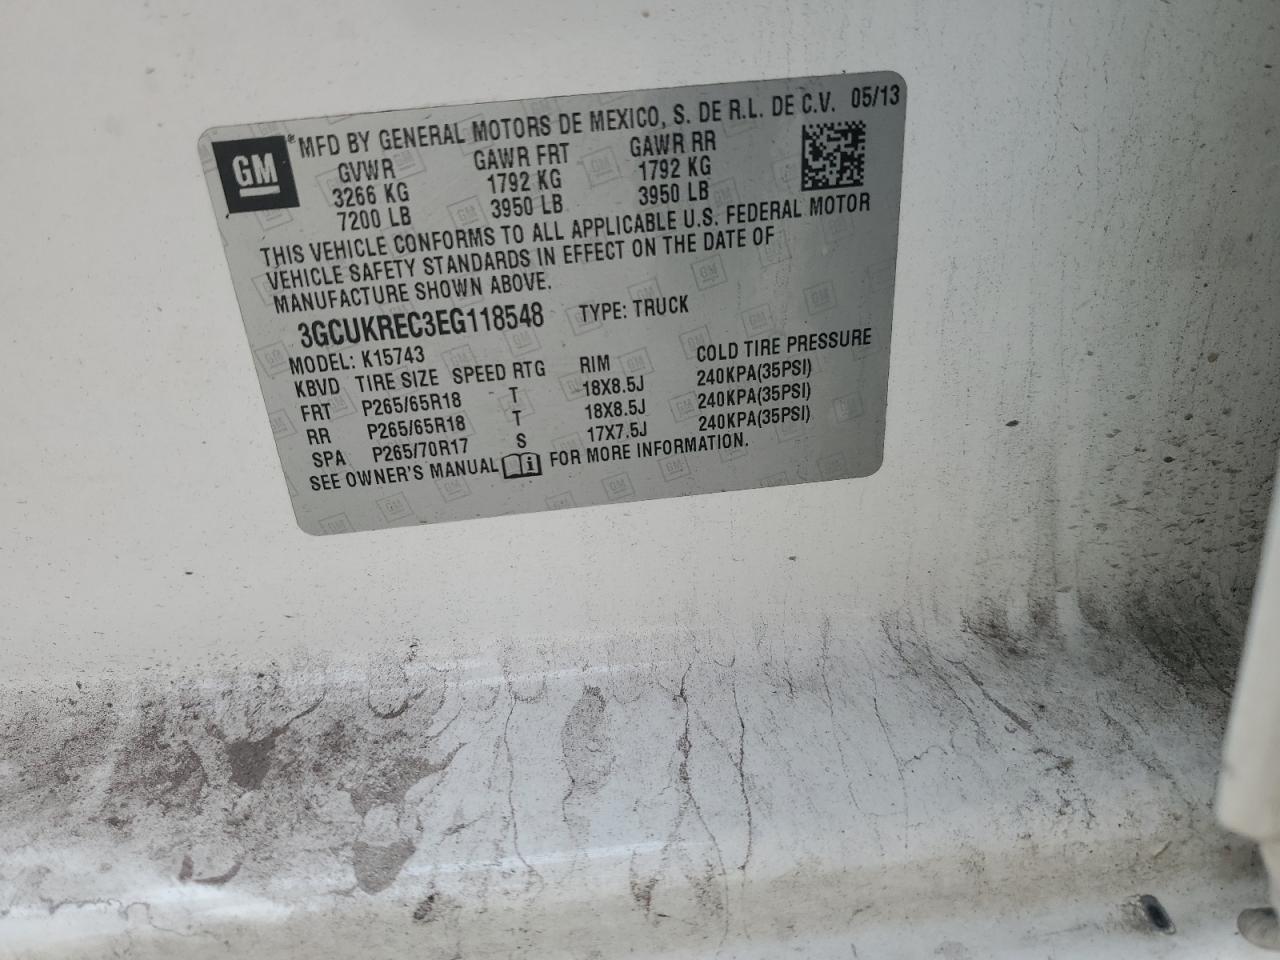 GM
*MFD BY GENERAL MOTORS DE MEXICO, S. DE R.L. DE C.V. 05/13
GVWR GAWR FRT GAWR RR
3266 KG 1792 KG 1792 KG
7200 LB 3950 LB 3950 LB
THIS VEHICLE CONFORMS TO ALL APPLICABLE U.S. FEDERAL MOTOR
VEHICLE SAFETY STANDARDS IN EFFECT ON THE DATE OF
MANUFACTURE SHOWN ABOVE.
3GCUKREC3EG118548 TYPE: TRUCK
MODEL: K15743
KBVD TIRE SIZE SPEED RTG RIM COLD TIRE PRESSURE
FRT P265/65R18 T 18X8.5J 240KPA(35PSI)
RR P265/65R18 T 18X8.5J 240KPA(35PSI)
SPA P265/70R17 S 17X7.5J 240KPA(35PSI)
SEE OWNER'S MANUAL FOR MORE INFORMATION.